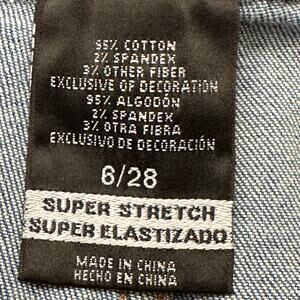 95% COTTON
2% SPANDEX
3% OTHER FIBER
EXCLUSIVE OF DECORATION
95% ALGODÓN
2% SPANDEX
3% OTRA FIBRA
EXCLUSIVO DE DECORACIÓN
6/28
SUPER STRETCH
SUPER ELASTIZADO
MADE IN CHINA
HECHO EN CHINA